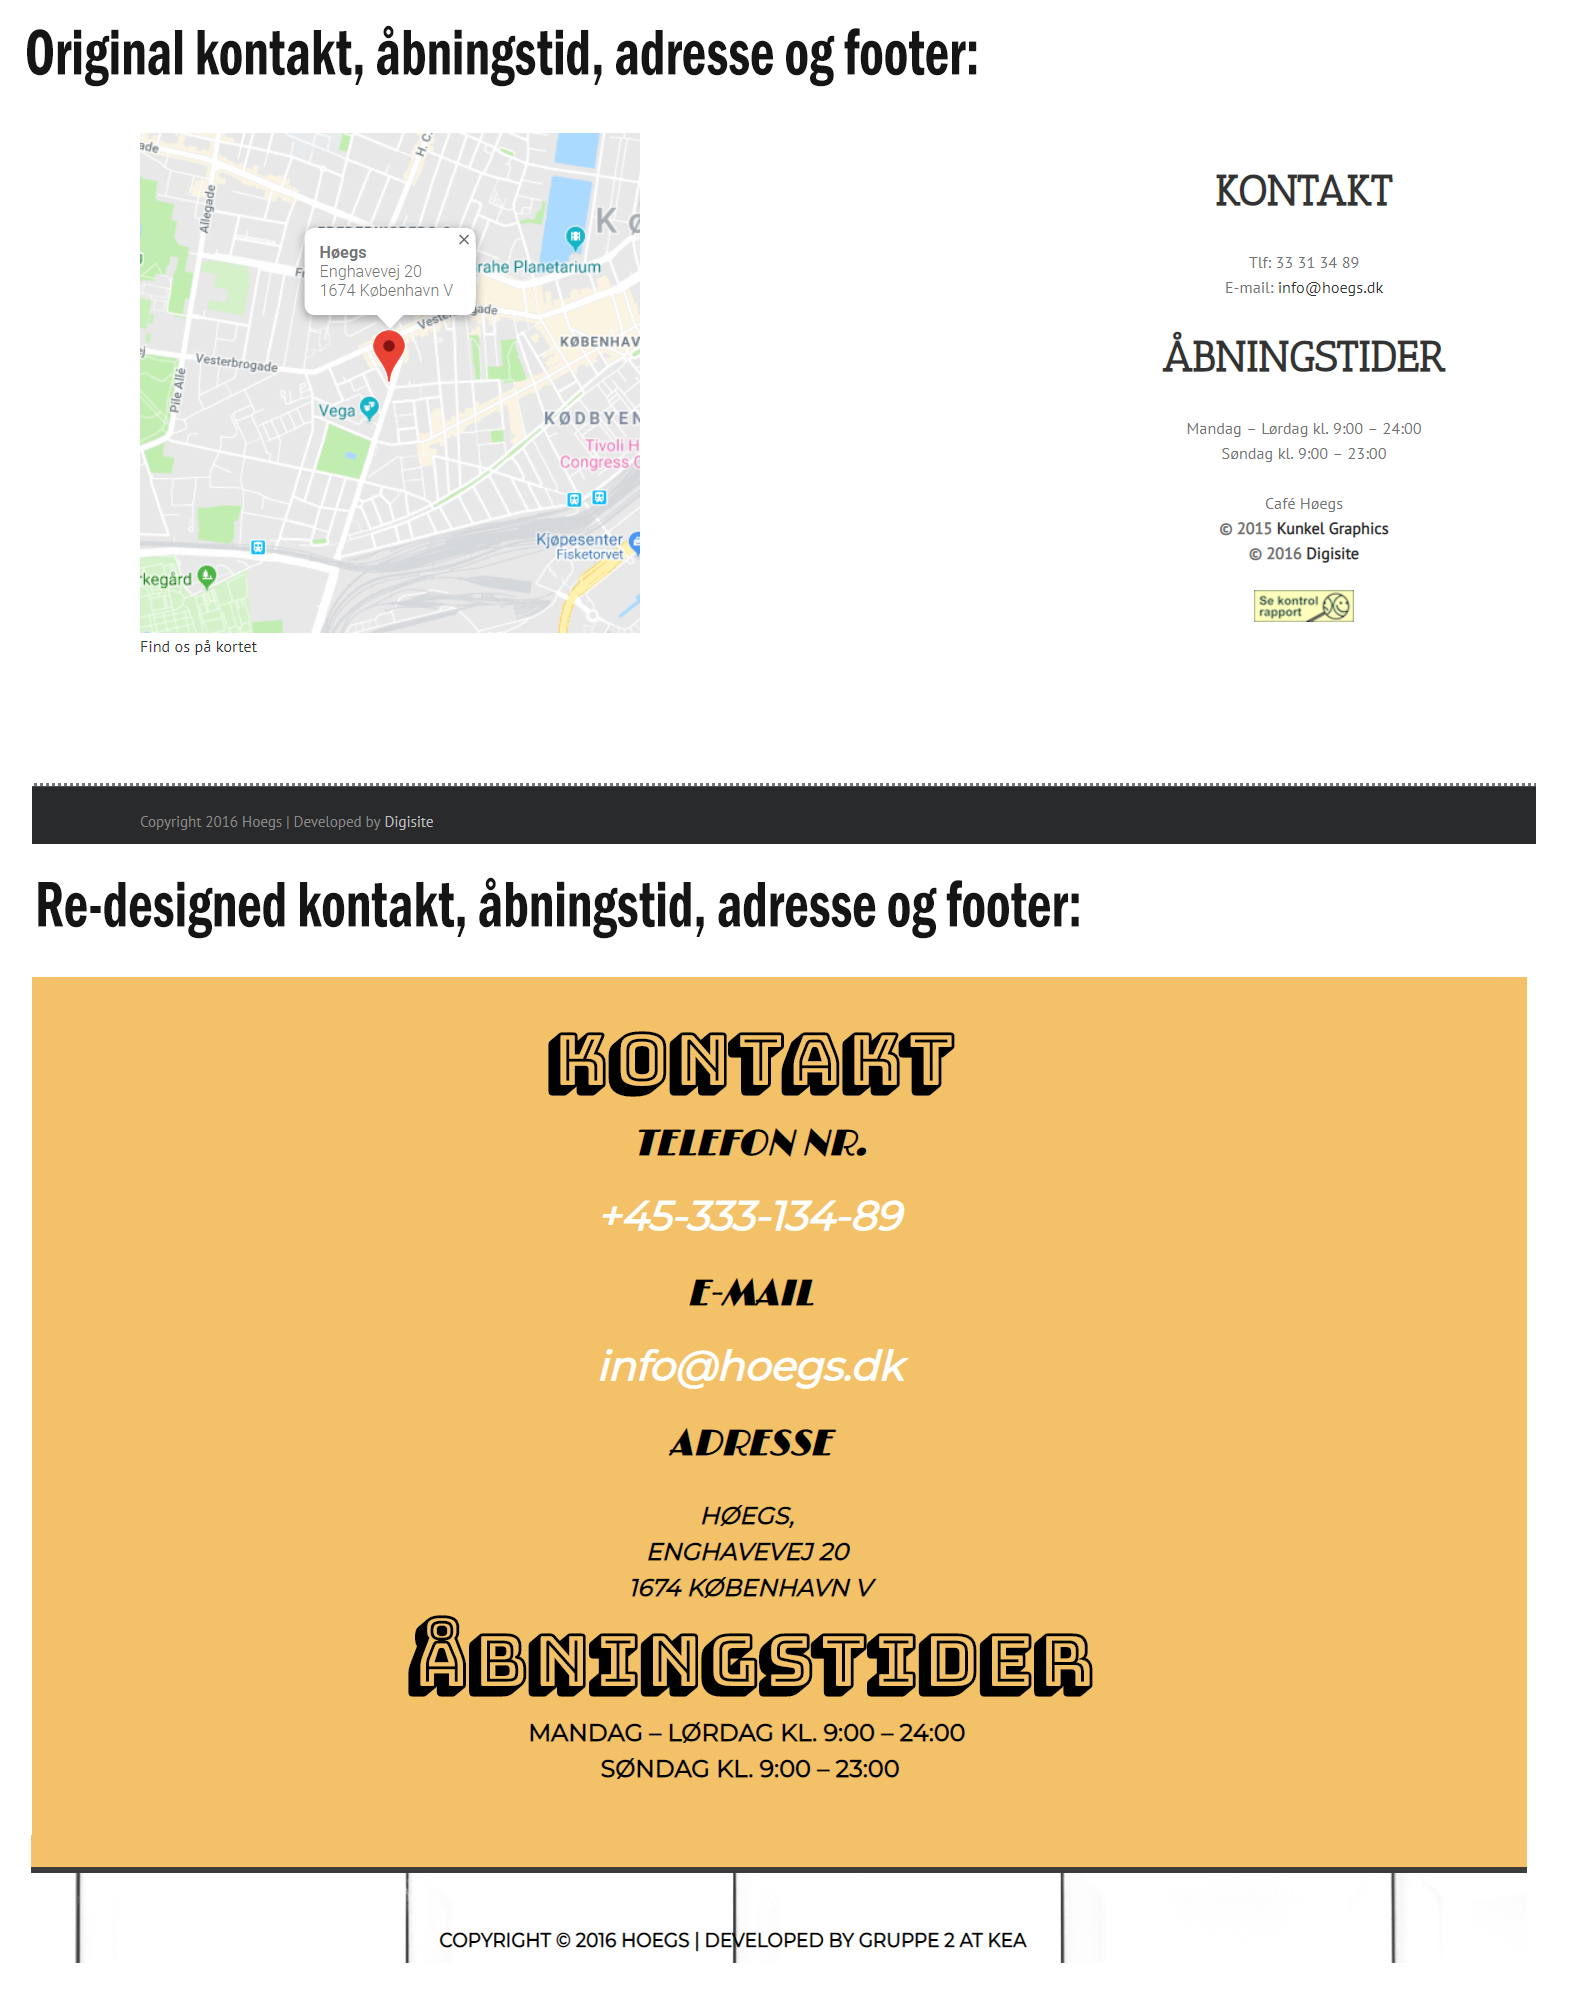 Original kontakt, åbningstid, adresse og footer:
H. C.
Allegade
Høegs
Enghavevej 20
1674 København V
Vesterbrogade
Pile Allé
Vega
KØDBYEN
Tivoli H
Congress C
Kjøpesenter
Fisketorvet
rkegård
Find os på kortet
KONTAKT
Tlf: 33 31 34 89
E-mail: info@hoegs.dk
ÅBNINGSTIDER
Mandag – Lørdag kl. 9:00 – 24:00
Søndag kl. 9:00 – 23:00
Café Høegs
© 2015 Kunkel Graphics
© 2016 Digisite
Se kontrol
rapport
Copyright 2016 Hoegs | Developed by Digisite
Re-designed kontakt, åbningstid, adresse og footer:
KONTAKT
TELEFON NR.
+45-333-134-89
E-MAIL
info@hoegs.dk
ADRESSE
HØEGS,
ENGHAVEVEJ 20
1674 KØBENHAVN V
ÅBNINGSTIDER
MANDAG – LØRDAG KL. 9:00 – 24:00
SØNDAG KL. 9:00 – 23:00
COPYRIGHT © 2016 HOEGS | DEVELOPED BY GRUPPE 2 AT KEA